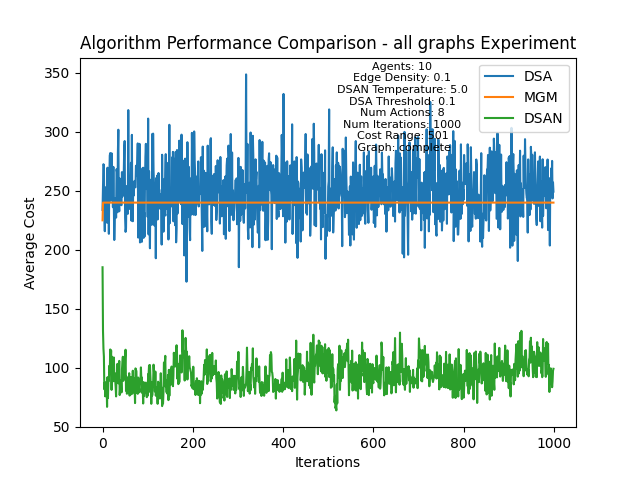 Algorithm Performance Comparison - all graphs Experiment
Agents: 10
Edge Density: 0.1
DSAN Temperature: 5.0
DSA Threshold: 0.1
Num Actions: 8
Num Iterations: 1000
Cost Range: 501
Graph: complete
DSA
MGM
DSAN
Average Cost
350
300
250
200
150
100
50
0
200
400
600
800
1000
Iterations